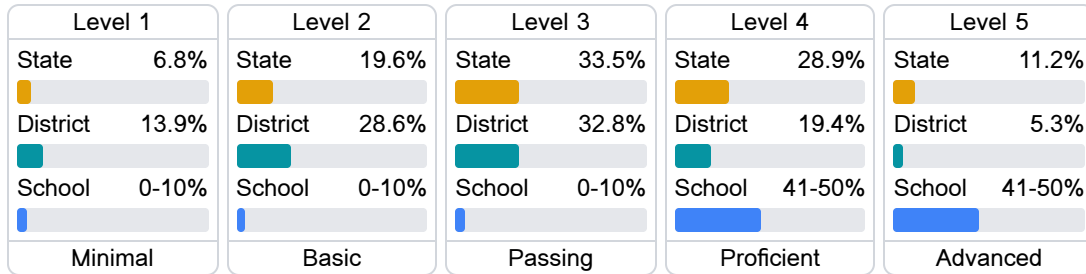 Level 1
State 6.8%
District 13.9%
School 0-10%
Minimal
Level 2
State 19.6%
District 28.6%
School 0-10%
Basic
Level 3
State 33.5%
District 32.8%
School 0-10%
Passing
Level 4
State 28.9%
District 19.4%
School 41-50%
Proficient
Level 5
State 11.2%
District 5.3%
School 41-50%
Advanced